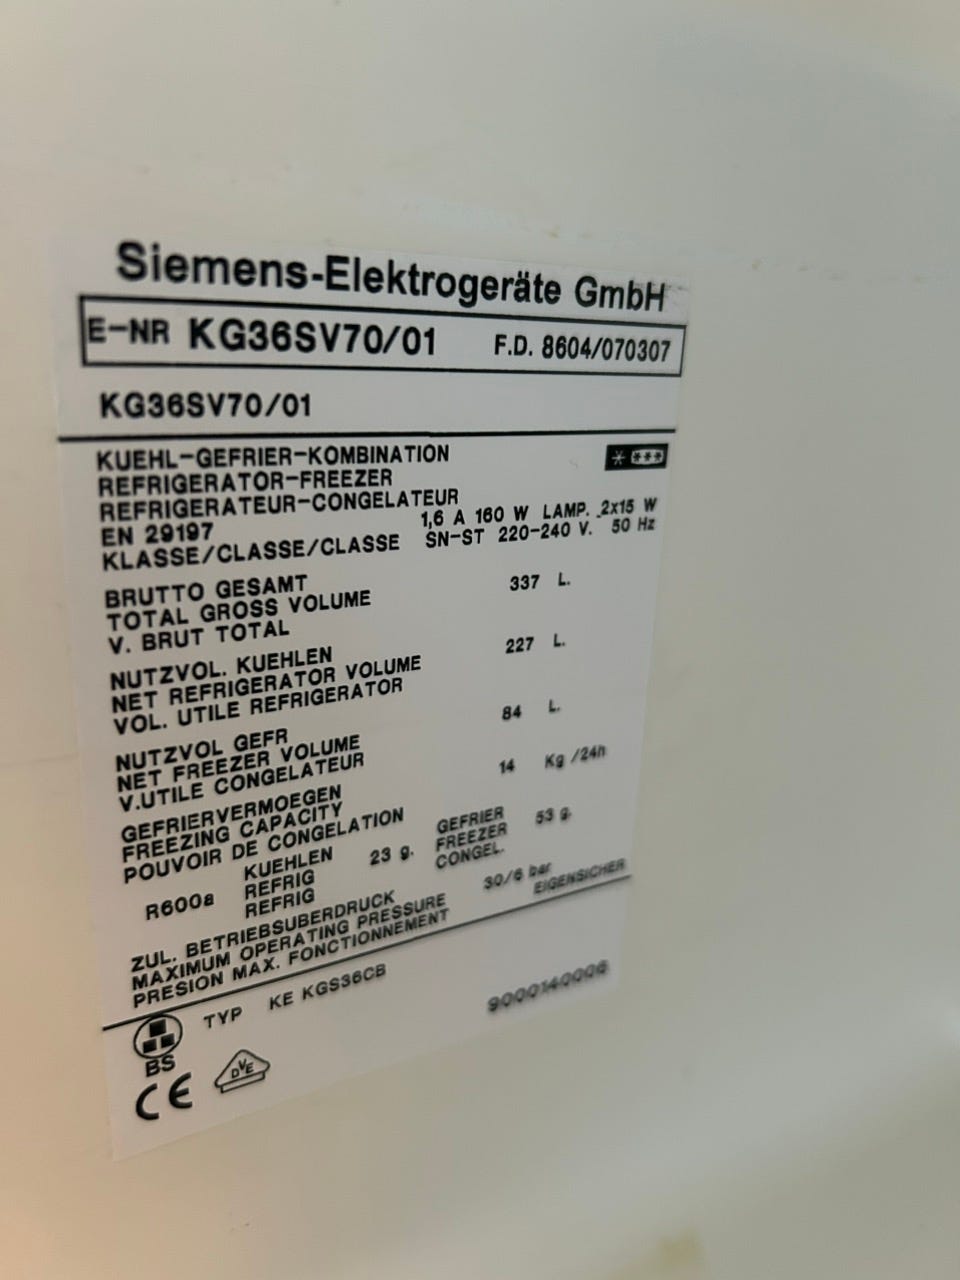 Siemens-Elektrogeräte GmbH
E-NR KG36SV70/01 F.D. 8604/070307
KG36SV70/01
KUEHL-GEFRIER-KOMBINATION
REFRIGERATOR-FREEZER
REFRIGERATEUR-CONGELATEUR
EN 29197 1,6 A 160 W LAMP. 2x15 W
KLASSE/CLASSE/CLASSE SN-ST 220-240 V. 50 Hz
BRUTTO GESAMT 337 L.
TOTAL GROSS VOLUME
V. BRUT TOTAL
NUTZVOL. KUEHLEN 227 L.
NET REFRIGERATOR VOLUME
VOL. UTILE REFRIGERATOR
NUTZVOL GEFR 84 L.
NET FREEZER VOLUME
V.UTILE CONGELATEUR
GEFRIERVERMOEGEN 14 Kg /24h
FREEZING CAPACITY
POUVOIR DE CONGELATION
R600a KUEHLEN 23 g. GEFRIER 53 g.
REFRIG FREEZER
REFRIG CONGEL.
ZUL. BETRIEBSUBERDRUCK 30/6 bar
MAXIMUM OPERATING PRESSURE EIGENSICHER
PRESION MAX. FONCTIONNEMENT
TYP KE KGS36CB 9000140006
BS
CE DVE